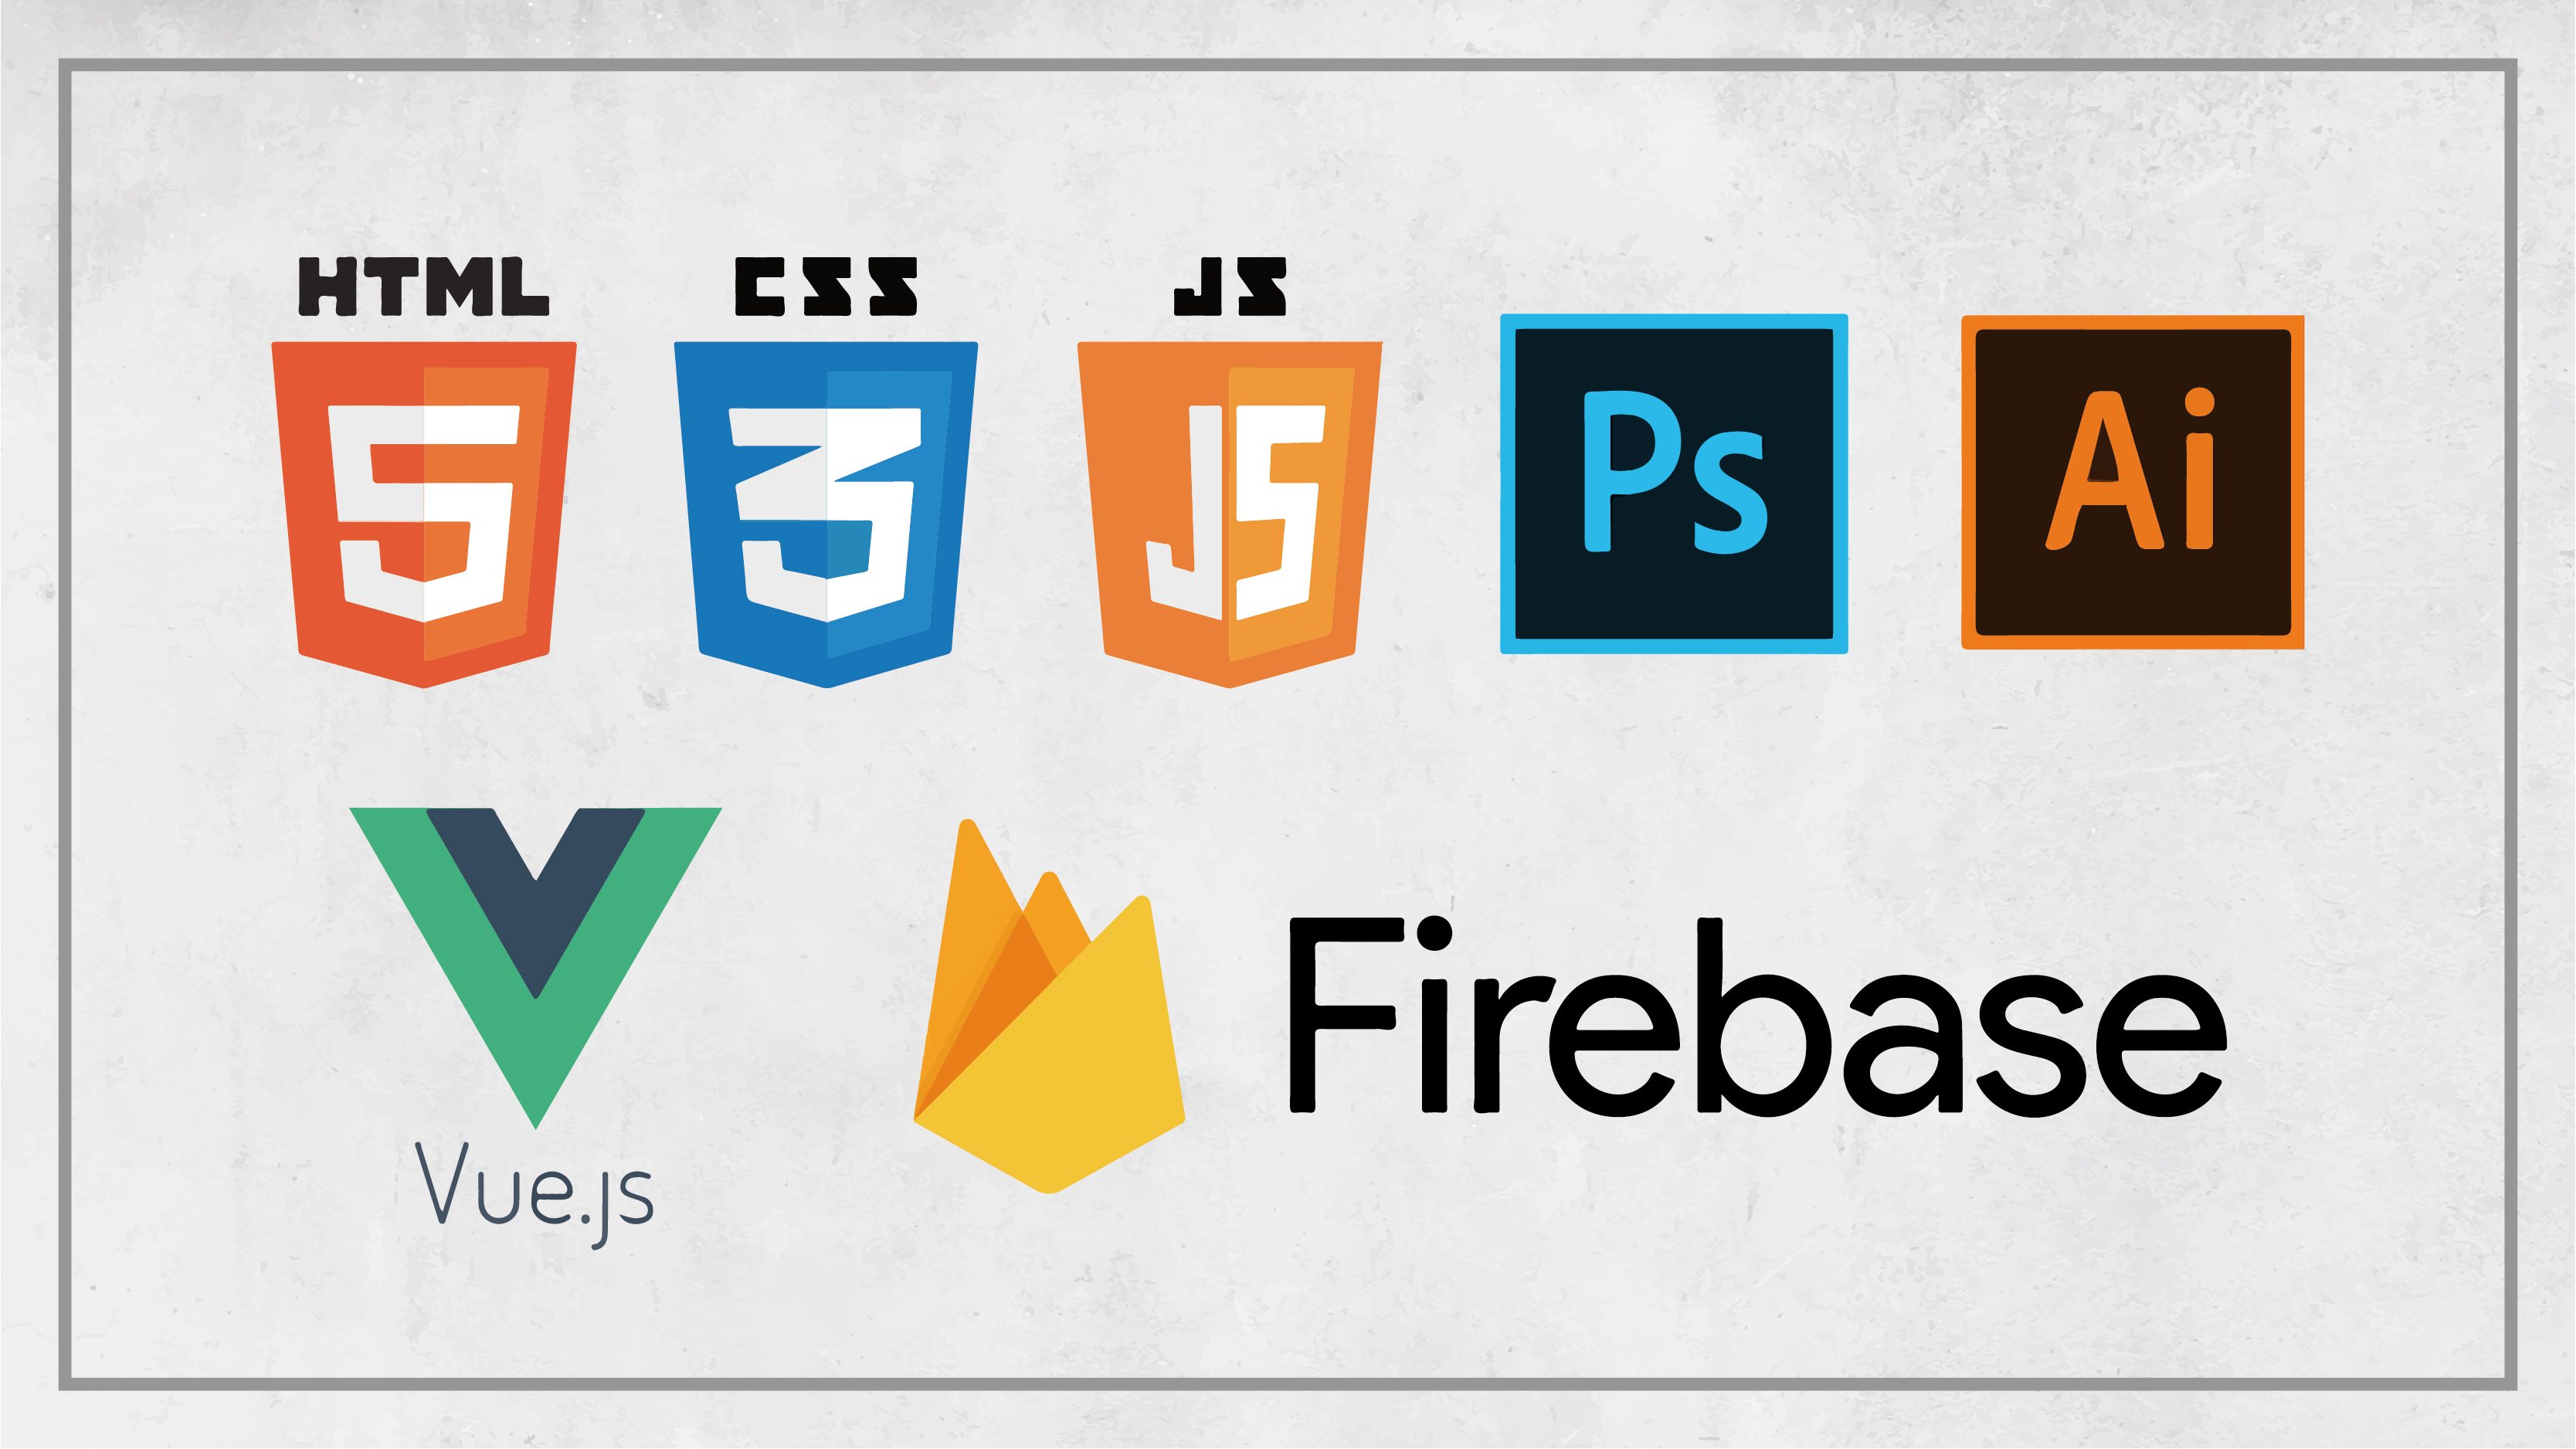 HTML CSS JS
5 3 JS Ps Ai
Firebase
Vue.js